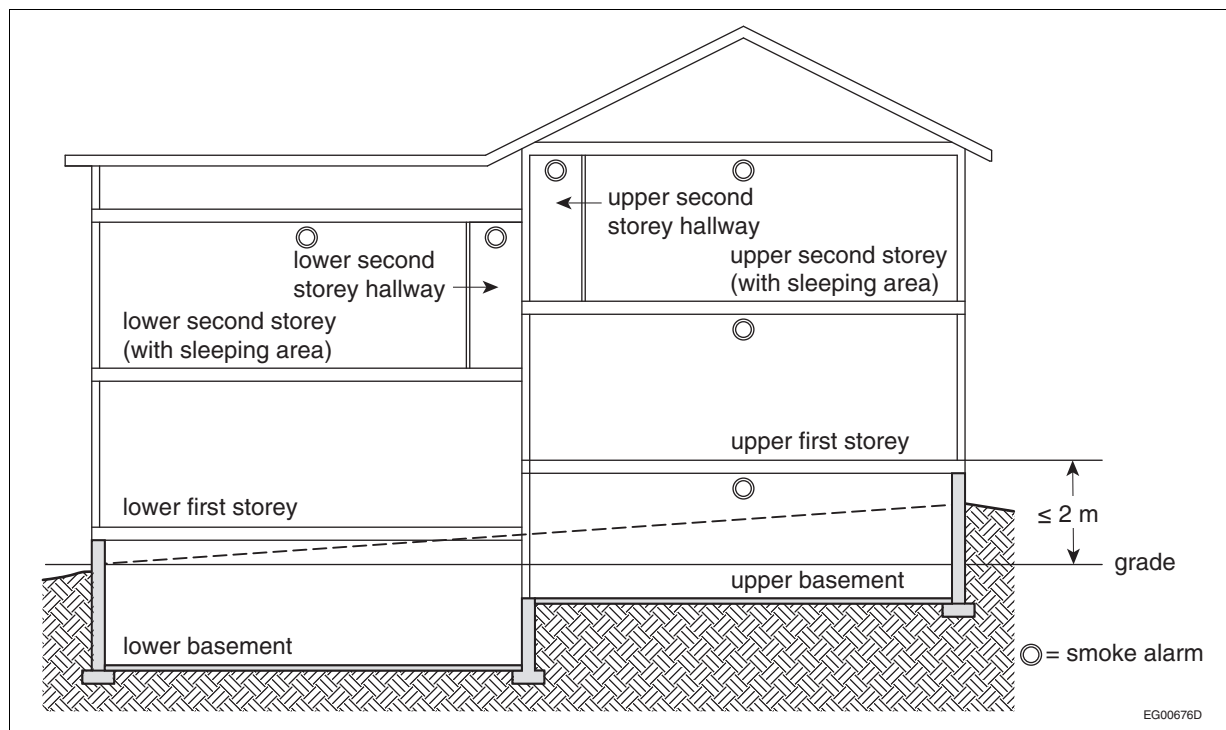 upper second
storey hallway
lower second
storey hallway
upper second storey
(with sleeping area)
lower second storey
(with sleeping area)
upper first storey
lower first storey
≤ 2 m
grade
upper basement
lower basement
= smoke alarm
EG00676D